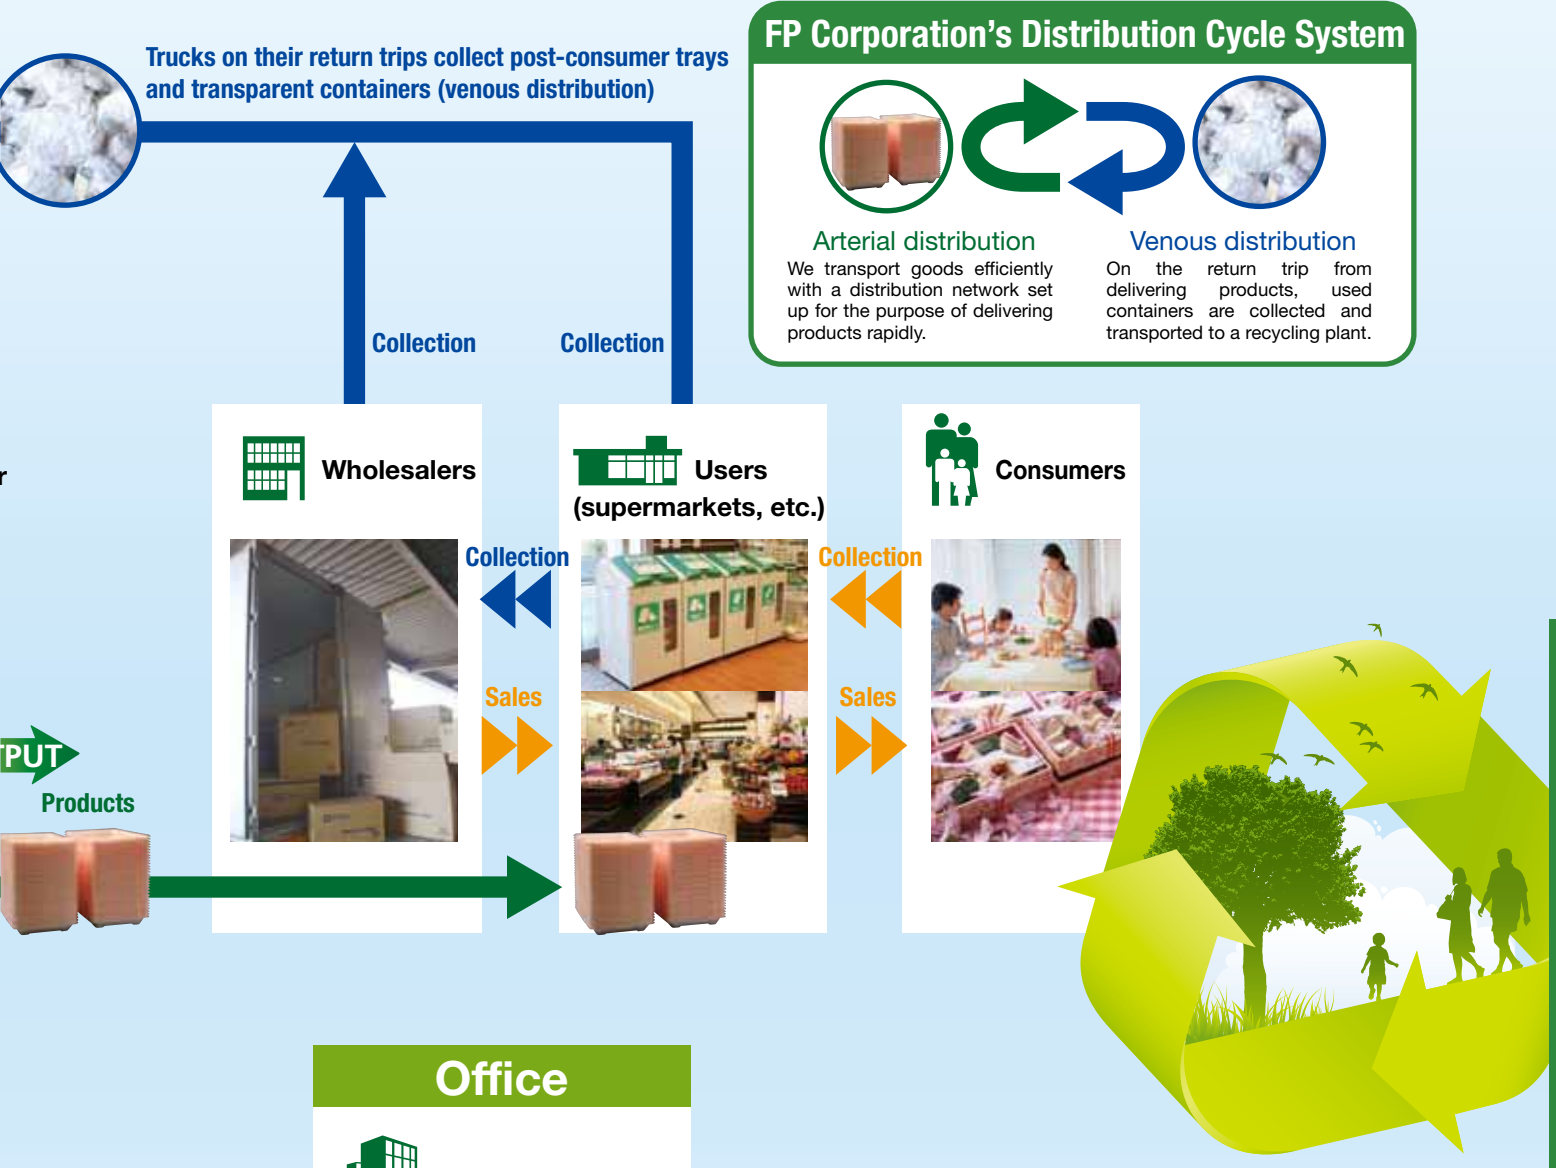 FP Corporation's Distribution Cycle System
Trucks on their return trips collect post-consumer trays
and transparent containers (venous distribution)
Arterial distribution
We transport goods efficiently
with a distribution network set
up for the purpose of delivering
products rapidly.
Venous distribution
On the return trip from
delivering products, used
containers are collected and
transported to a recycling plant.
Collection
Collection
r
Wholesalers
Users
(supermarkets, etc.)
Consumers
Collection
Collection
Sales
Sales
TPUT
Products
Office